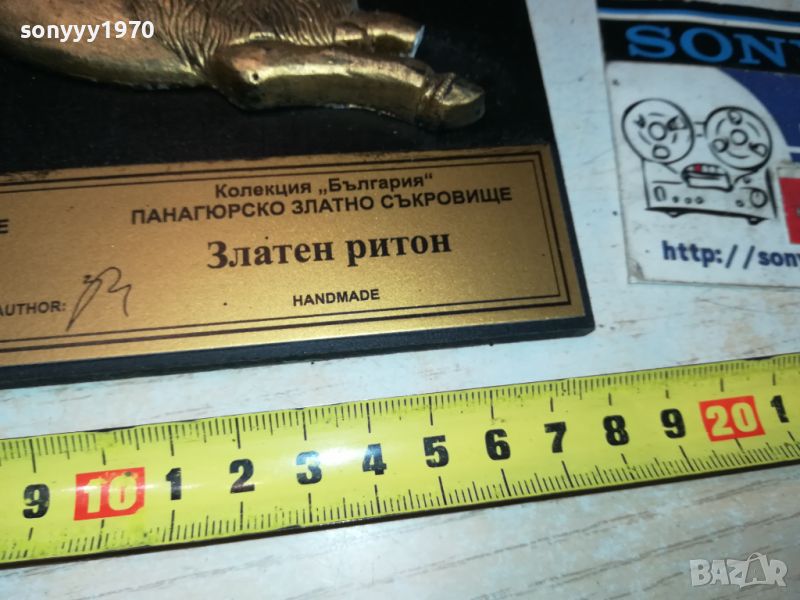 sonyyy1970
SONY
Колекция „България“
ПАНАГЮРСКО ЗЛАТНО СЪКРОВИЩЕ
Е
Златен ритон
AUTHOR:
HANDMADE
http://sony
9 10 1 2 3 4 5 6 7 8 9 20 1
BAZAR